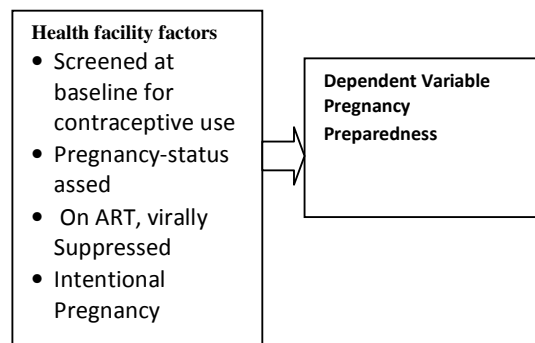 Health facility factors
• Screened at
baseline for
contraceptive use
• Pregnancy-status
assed
• On ART, virally
Suppressed
• Intentional
Pregnancy
Dependent Variable
Pregnancy
Preparedness